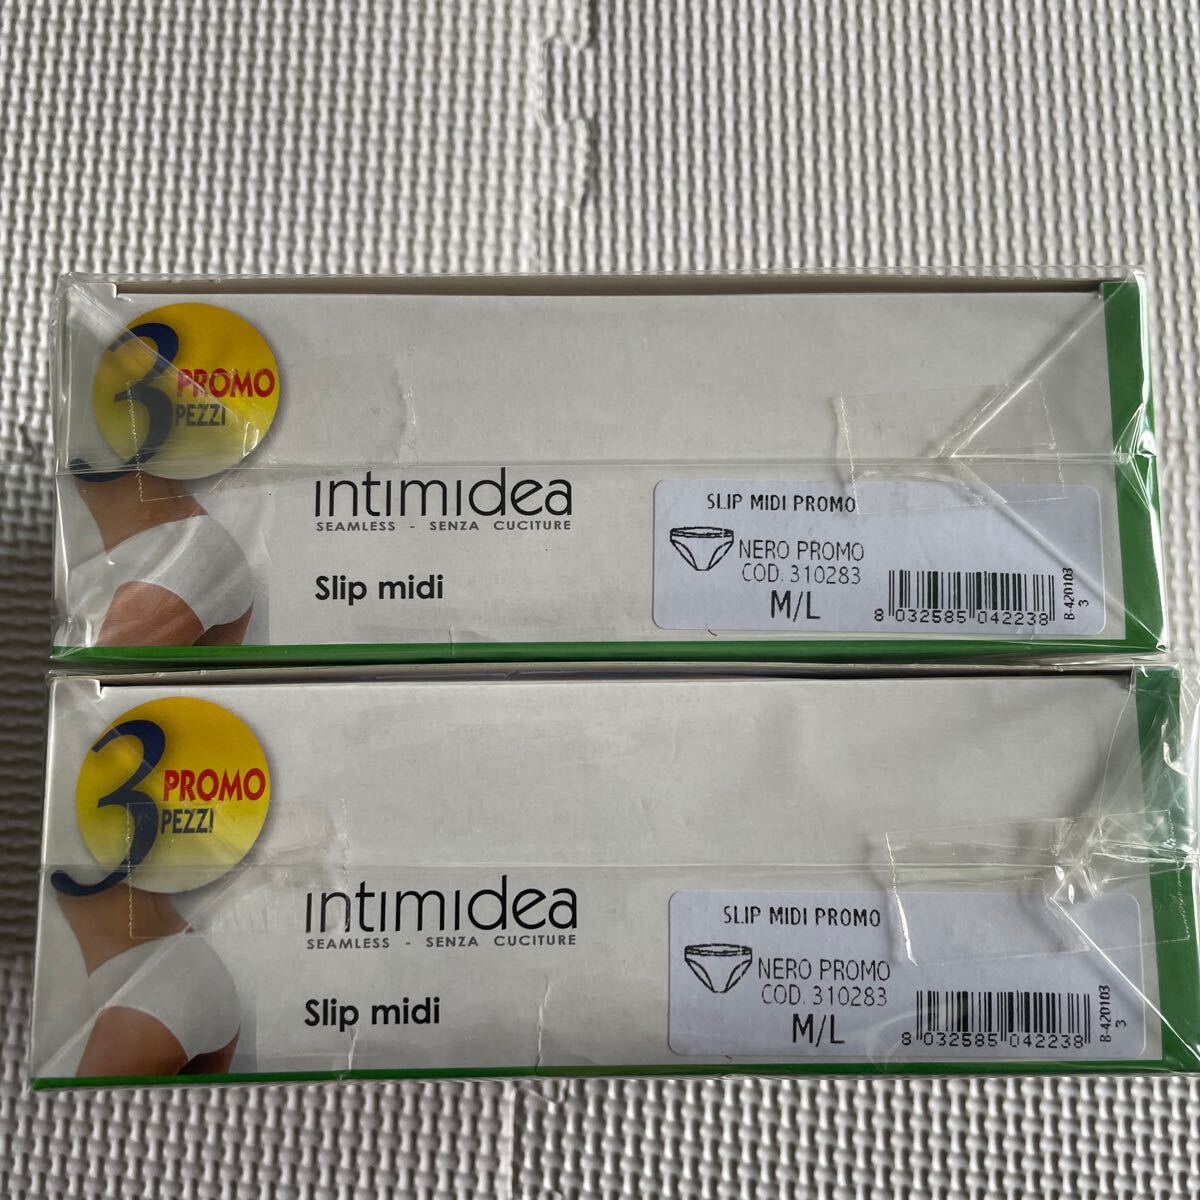 3 PROMO
PEZZI
intimidea
SEAMLESS - SENZA CUCITURE
Slip midi
SLIP MIDI PROMO
NERO PROMO
COD. 310283
M/L
8 032585 042238
B-420103
3
3 PROMO
PEZZI
intimidea
SEAMLESS - SENZA CUCITURE
Slip midi
SLIP MIDI PROMO
NERO PROMO
COD. 310283
M/L
8 032585 042238
B-420103
3